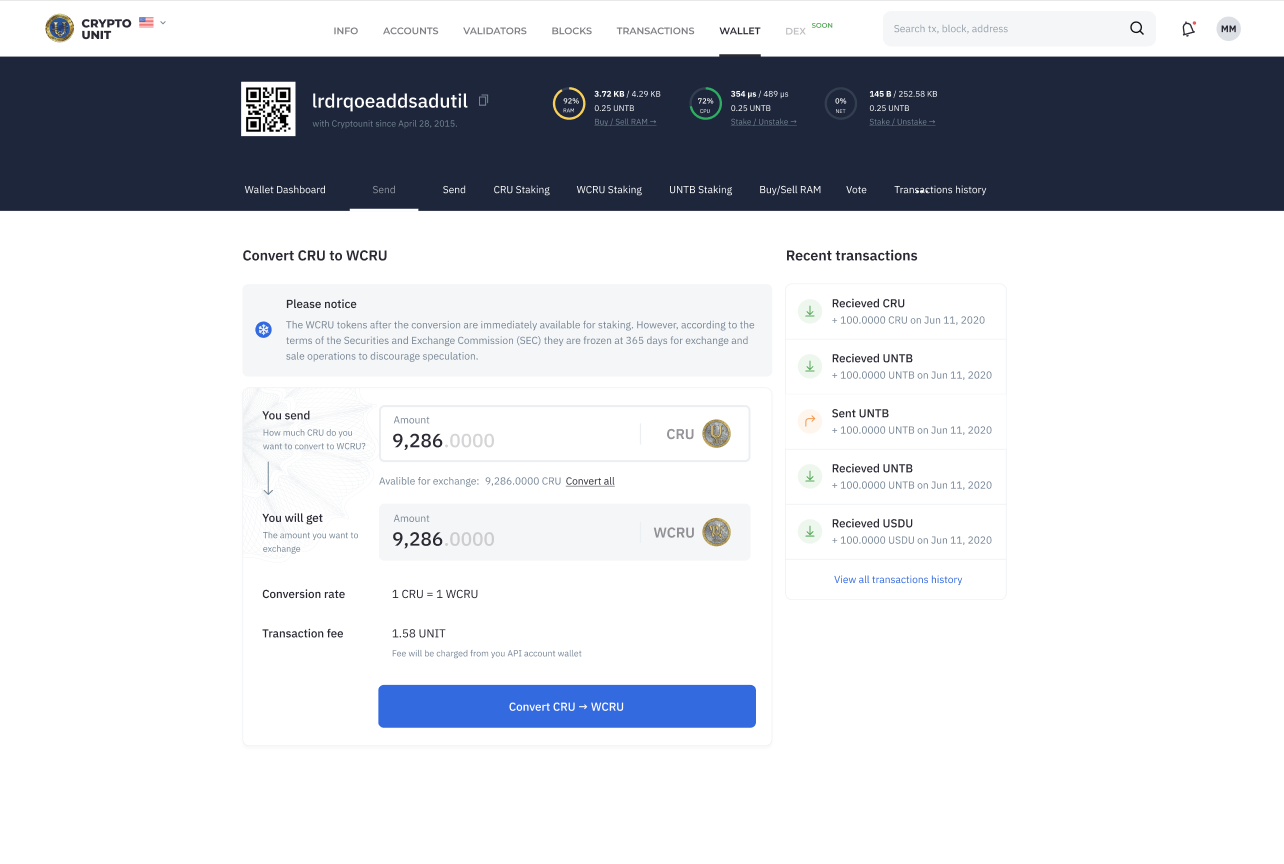 CRYPTO
UNIT
INFO ACCOUNTS VALIDATORS BLOCKS TRANSACTIONS WALLET DEX SOON
Search tx, block, address
MM
lrdrqoeaddsadutil
with Cryptounit since April 28, 2015.
92%
RAM
3.72 KB / 4.29 KB
0.25 UNTB
Buy / Sell RAM →
72%
CPU
354 µs / 489 µs
0.25 UNTB
Stake / Unstake →
0%
NET
145 B / 252.58 KB
0.25 UNTB
Stake / Unstake →
Wallet Dashboard Send Send CRU Staking WCRU Staking UNTB Staking Buy/Sell RAM Vote Transactions history
Convert CRU to WCRU
Please notice
The WCRU tokens after the conversion are immediately available for staking. However, according to the
terms of the Securities and Exchange Commission (SEC) they are frozen at 365 days for exchange and
sale operations to discourage speculation.
You send
How much CRU do you
want to convert to WCRU?
Amount
9,286.0000
CRU
Avalible for exchange: 9,286.0000 CRU Convert all
You will get
The amount you want to
exchange
Amount
9,286.0000
WCRU
Conversion rate 1 CRU = 1 WCRU
Transaction fee 1.58 UNIT
Fee will be charged from you API account wallet
Convert CRU → WCRU
Recent transactions
Recieved CRU
+ 100.0000 CRU on Jun 11, 2020
Recieved UNTB
+ 100.0000 UNTB on Jun 11, 2020
Sent UNTB
+ 100.0000 UNTB on Jun 11, 2020
Recieved UNTB
+ 100.0000 UNTB on Jun 11, 2020
Recieved USDU
+ 100.0000 USDU on Jun 11, 2020
View all transactions history